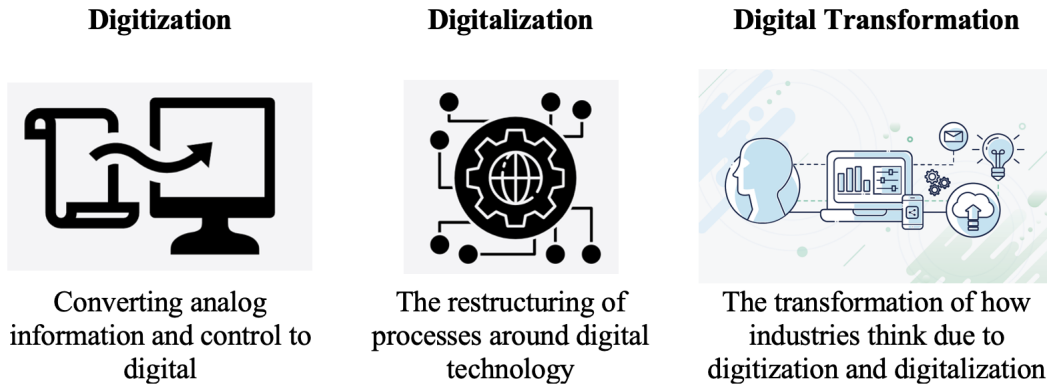 Digitization
Converting analog
information and control to
digital
Digitalization
The restructuring of
processes around digital
technology
Digital Transformation
The transformation of how
industries think due to
digitization and digitalization